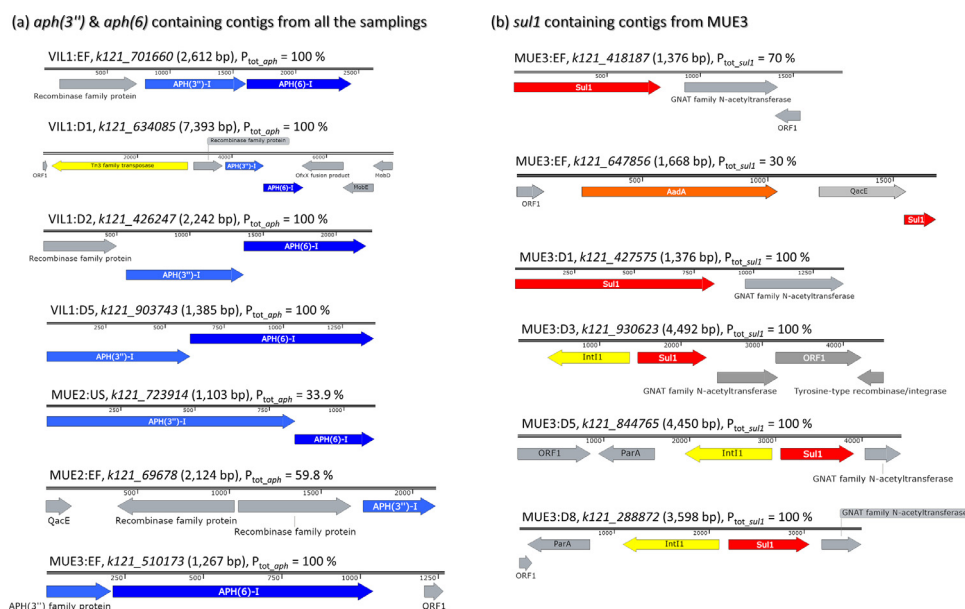 (a) aph(3'') & aph(6) containing contigs from all the samplings
VIL1:EF, k121_701660 (2,612 bp), Ptot_aph = 100 %
500 1000 1500 2000 2500
APH(3'')-I APH(6)-I
Recombinase family protein
VIL1:D1, k121_634085 (7,393 bp), Ptot_aph = 100 %
Recombinase family protein
2000 4000 6000
ORF1 Tn3 family transposase APH(3'')-I OrfX fusion product MobD
APH(6)-I MobE
VIL1:D2, k121_426247 (2,242 bp), Ptot_aph = 100 %
500 1000 1500 2000
APH(6)-I
Recombinase family protein
APH(3'')-I
VIL1:D5, k121_903743 (1,385 bp), Ptot_aph = 100 %
250 500 750 1000 1250
APH(6)-I
APH(3'')-I
MUE2:US, k121_723914 (1,103 bp), Ptot_aph = 33.9 %
250 500 750 1000
APH(3'')-I
APH(6)-I
MUE2:EF, k121_69678 (2,124 bp), Ptot_aph = 59.8 %
500 1000 1500 2000
APH(3'')-I
QacE Recombinase family protein
Recombinase family protein
MUE3:EF, k121_510173 (1,267 bp), Ptot_aph = 100 %
250 500 750 1000 1250
APH(6)-I
APH(3'') family protein ORF1
(b) sul1 containing contigs from MUE3
MUE3:EF, k121_418187 (1,376 bp), Ptot_sul1 = 70 %
500 1000 1500
Sul1
GNAT family N-acetyltransferase
ORF1
MUE3:EF, k121_647856 (1,668 bp), Ptot_sul1 = 30 %
500 1000 1500
AadA QacE
ORF1
Sul1
MUE3:D1, k121_427575 (1,376 bp), Ptot_sul1 = 100 %
250 500 750 1000 1250
Sul1
GNAT family N-acetyltransferase
MUE3:D3, k121_930623 (4,492 bp), Ptot_sul1 = 100 %
1000 2000 3000 4000
IntI1 Sul1 ORF1
GNAT family N-acetyltransferase Tyrosine-type recombinase/integrase
MUE3:D5, k121_844765 (4,450 bp), Ptot_sul1 = 100 %
1000 2000 3000 4000
ORF1 ParA IntI1 Sul1
GNAT family N-acetyltransferase
MUE3:D8, k121_288872 (3,598 bp), Ptot_sul1 = 100 %
GNAT family N-acetyltransferase
1000 2000 3000
ParA IntI1 Sul1
ORF1